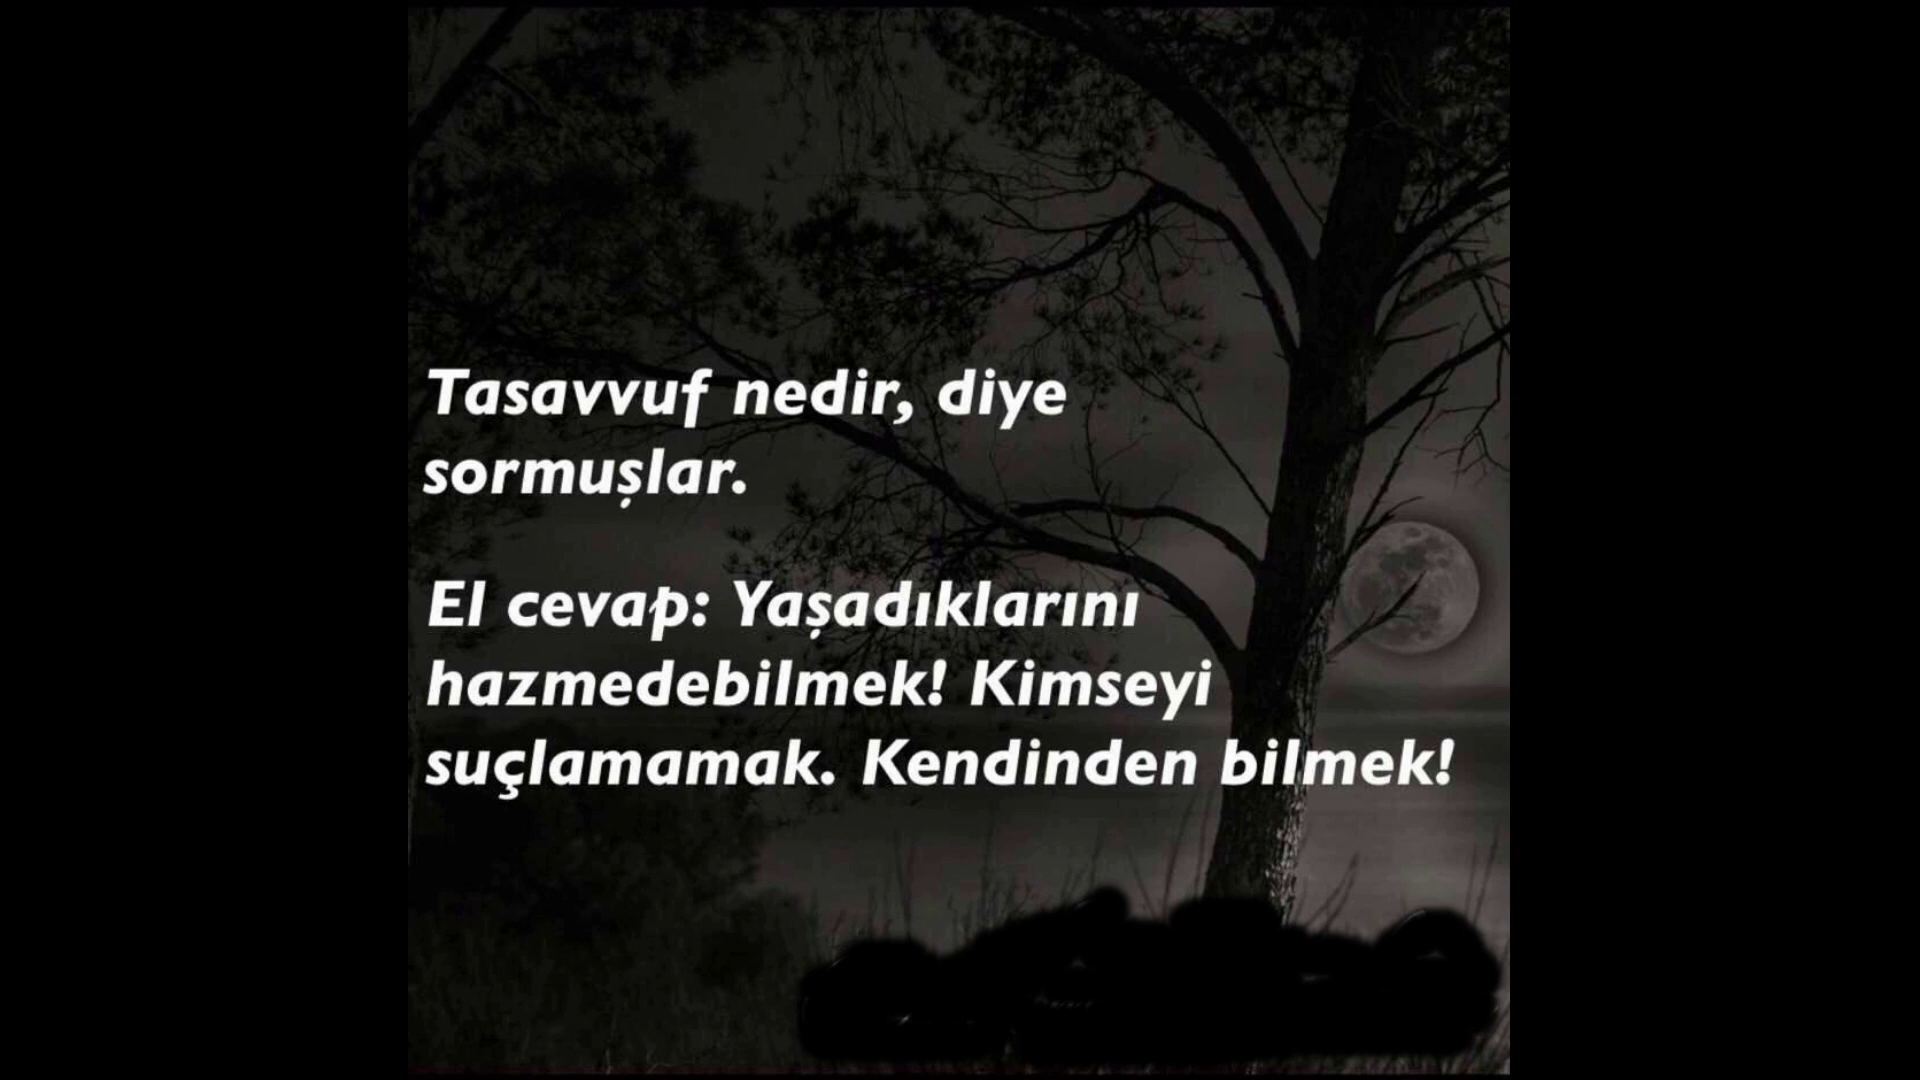 Tasavvuf nedir, diye
sormuşlar.
El cevap: Yaşadıklarını
hazmedebilmek! Kimseyi
suçlamamak. Kendinden bilmek!